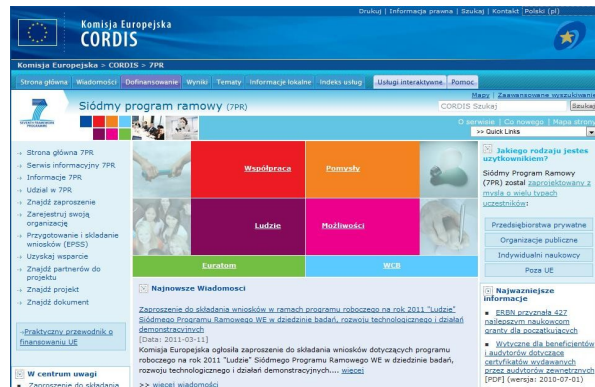 Drukuj | Informacja prawna | Szukaj | Kontakt Polski (pl)
Komisja Europejska
CORDIS
Komisja Europejska > CORDIS > 7PR
Strona główna Wiadomości Dofinansowanie Wyniki Tematy Informacje lokalne Indeks usług Usługi interaktywne Pomoc
Mapy | Zaawansowane wyszukiwanie
Siódmy program ramowy (7PR)
CORDIS Szukaj Szukaj
SEVENTH FRAMEWORK PROGRAMME
O serwisie | Co nowego | Mapa strony
>> Quick Links
Strona główna 7PR
Serwis informacyjny 7PR
Informacje 7PR
Udział w 7PR
Znajdź zaproszenie
Zarejestruj swoją
organizację
Przygotowanie i składanie
wniosków (EPSS)
Uzyskaj wsparcie
Znajdź partnerów do
projektu
Znajdź projekt
Znajdź dokument
Praktyczny przewodnik o
finansowaniu UE
W centrum uwagi
Zaproszenie do składania
Współpraca
Pomysły
Ludzie
Możliwości
Euratom
WCB
Najnowsze Wiadomosci
Zaproszenie do składania wniosków w ramach programu roboczego na rok 2011 "Ludzie"
Siódmego Programu Ramowego WE w dziedzinie badań, rozwoju technologicznego i działań
demonstracyjnych
[Data: 2011-03-11]
Komisja Europejska ogłosiła zaproszenie do składania wniosków dotyczących programu
roboczego na rok 2011 "Ludzie" Siódmego Programu Ramowego WE w dziedzinie badań,
rozwoju technologicznego i działań demonstracyjnych.... więcej
>> więcej wiadomości
Jakiego rodzaju jestes
uzytkownikiem?
Siódmy Program Ramowy
(7PR) został zaprojektowany z
myślą o wielu typach
uczestników:
Przedsiębiorstwa prywatne
Organizacje publiczne
Indywidualni naukowcy
Poza UE
Najwazniejsze
informacje
ERBN przyznała 427
najlepszym naukowcom
granty dla początkujących
Wytyczne dla beneficjentów
i audytorów dotyczące
certyfikatów wydawanych
przez audytorów zewnętrznych
[PDF] (wersja: 2010-07-01)